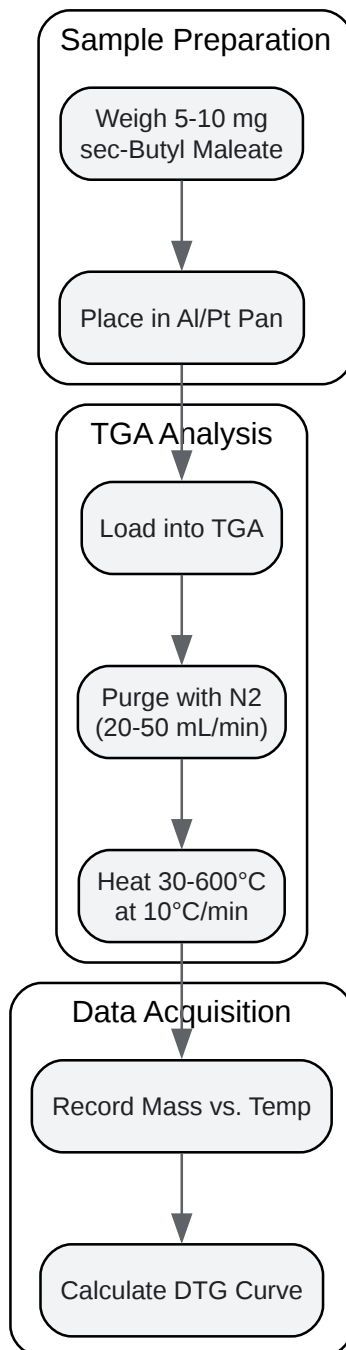 Sample Preparation
Weigh 5-10 mg
sec-Butyl Maleate
Place in Al/Pt Pan
TGA Analysis
Load into TGA
Purge with N2
(20-50 mL/min)
Heat 30-600°C
at 10°C/min
Data Acquisition
Record Mass vs. Temp
Calculate DTG Curve